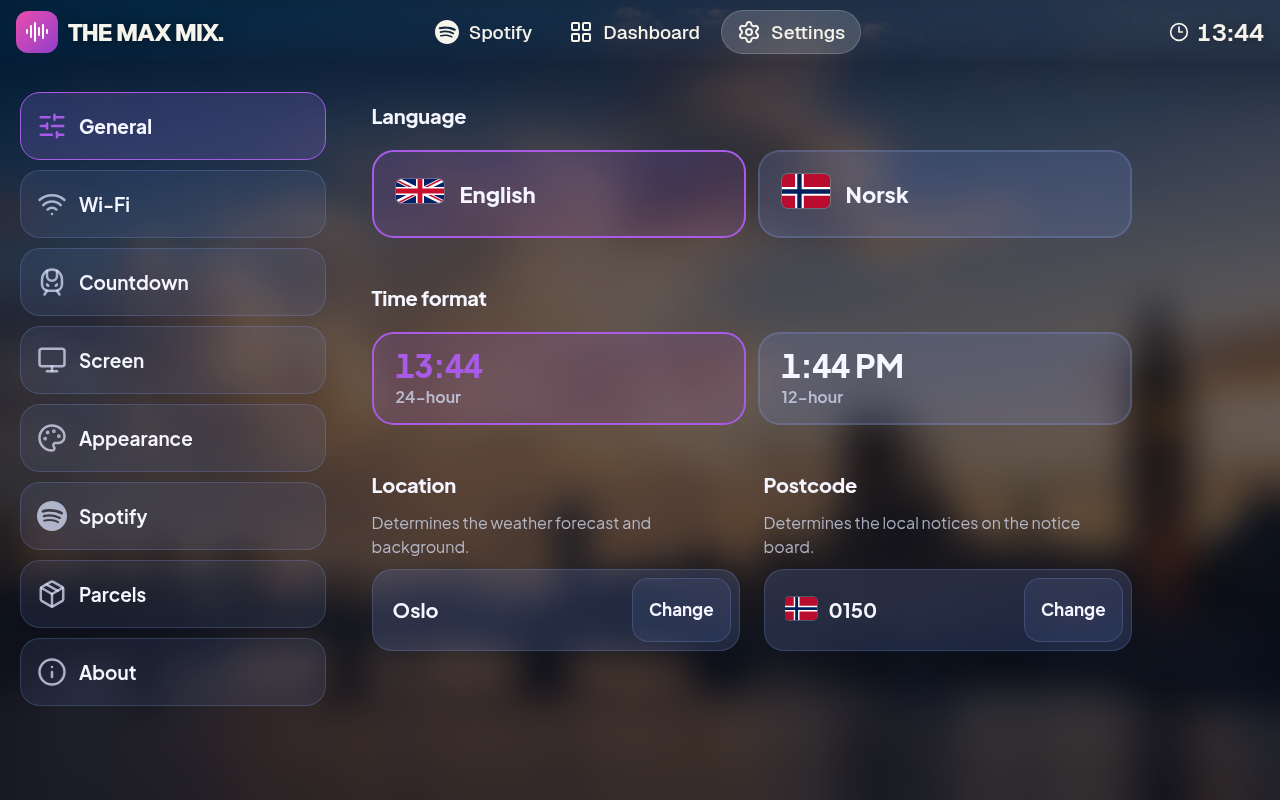 THE MAX MIX.
Spotify
Dashboard
Settings
13:44
General
Wi-Fi
Countdown
Screen
Appearance
Spotify
Parcels
About
Language
English
Norsk
Time format
13:44
24-hour
1:44 PM
12-hour
Location
Determines the weather forecast and
background.
Oslo
Change
Postcode
Determines the local notices on the notice
board.
0150
Change